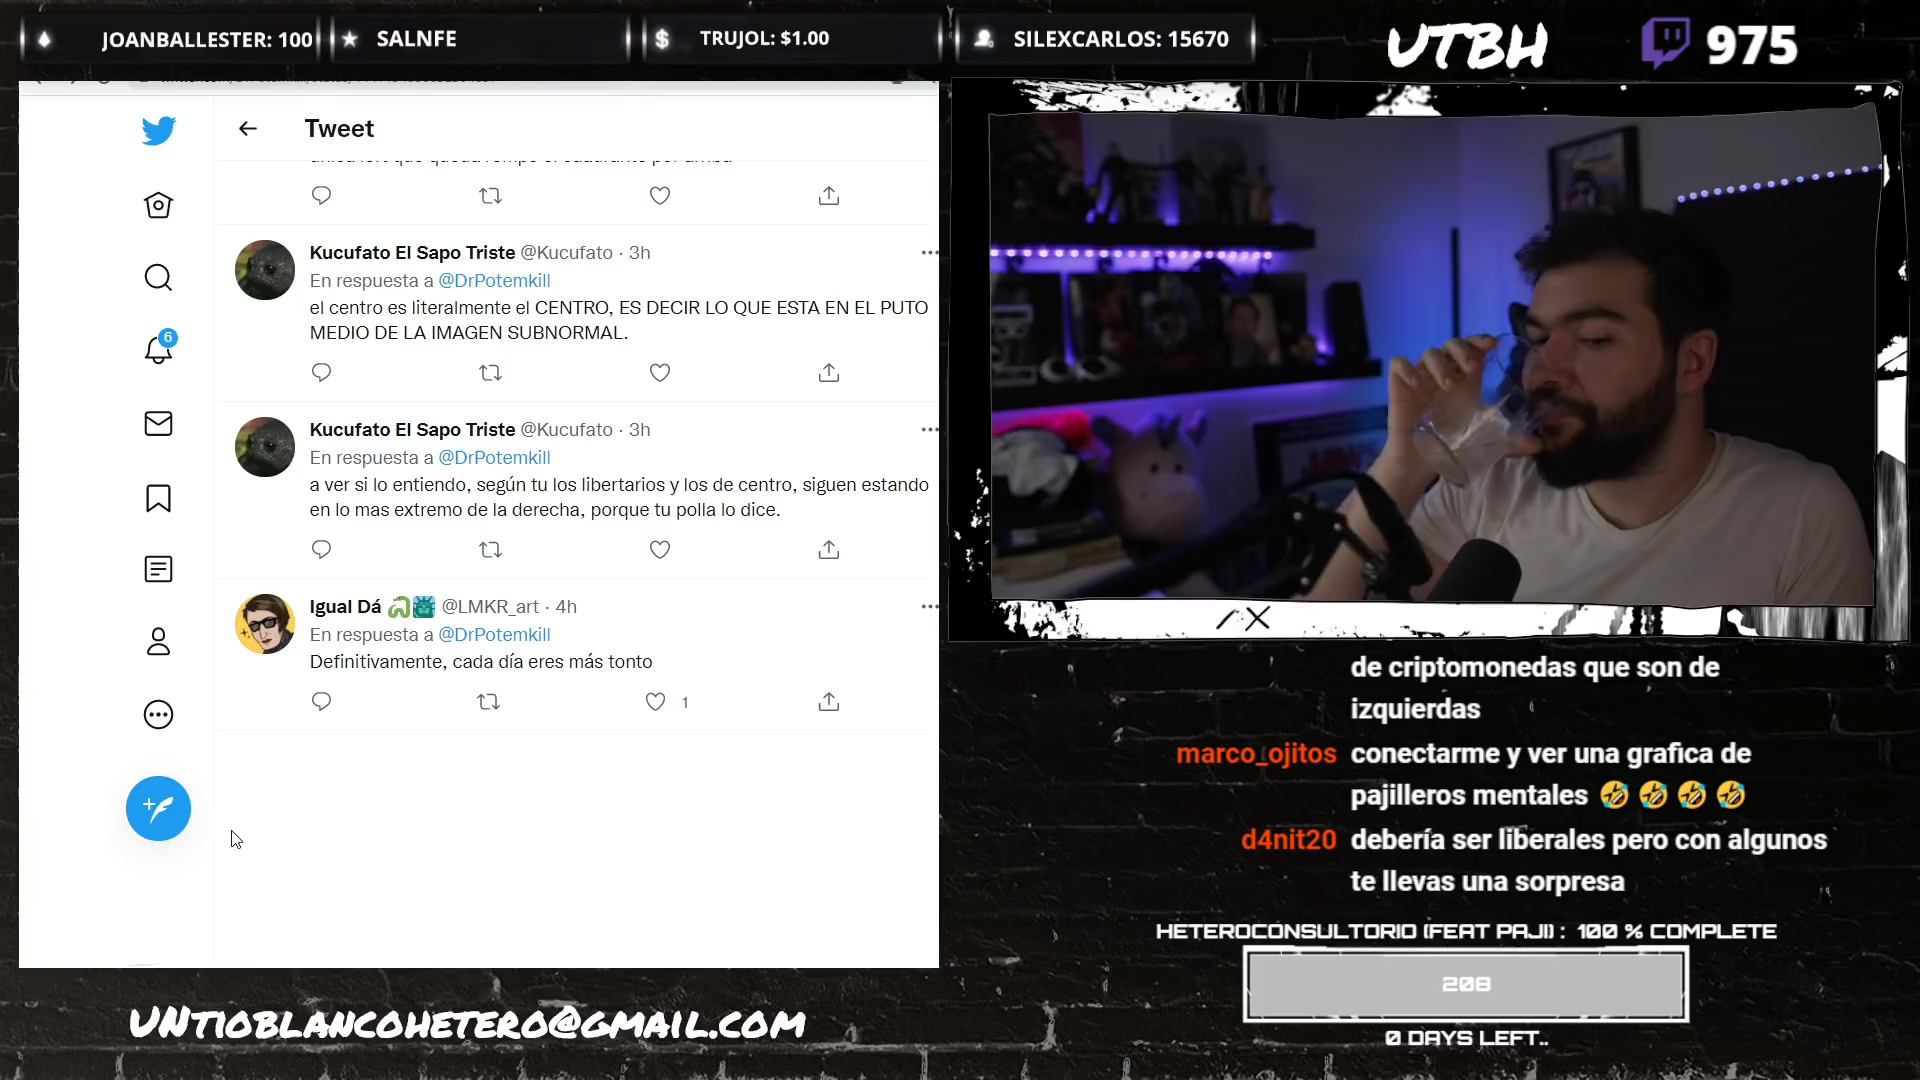 JOANBALLESTER: 100
SALNFE
TRUJOL: $1.00
SILEXCARLOS: 15670
UTBH
975
Tweet
Kucufato El Sapo Triste @Kucufato · 3h
En respuesta a @DrPotemkill
el centro es literalmente el CENTRO, ES DECIR LO QUE ESTA EN EL PUTO
MEDIO DE LA IMAGEN SUBNORMAL.
6
Kucufato El Sapo Triste @Kucufato · 3h
En respuesta a @DrPotemkill
a ver si lo entiendo, según tu los libertarios y los de centro, siguen estando
en lo mas extremo de la derecha, porque tu polla lo dice.
Igual Dá 🐍🗽 @LMKR_art · 4h
En respuesta a @DrPotemkill
Definitivamente, cada día eres más tonto
1
de criptomonedas que son de
izquierdas
marco_ojitos conectarme y ver una grafica de
pajilleros mentales 🤣 🤣 🤣 🤣
d4nit20 debería ser liberales pero con algunos
te llevas una sorpresa
HETEROCONSULTORIO (FEAT PAJI) : 100 % COMPLETE
208
0 DAYS LEFT..
UNTIOBLANCOHETERO@GMAIL.COM